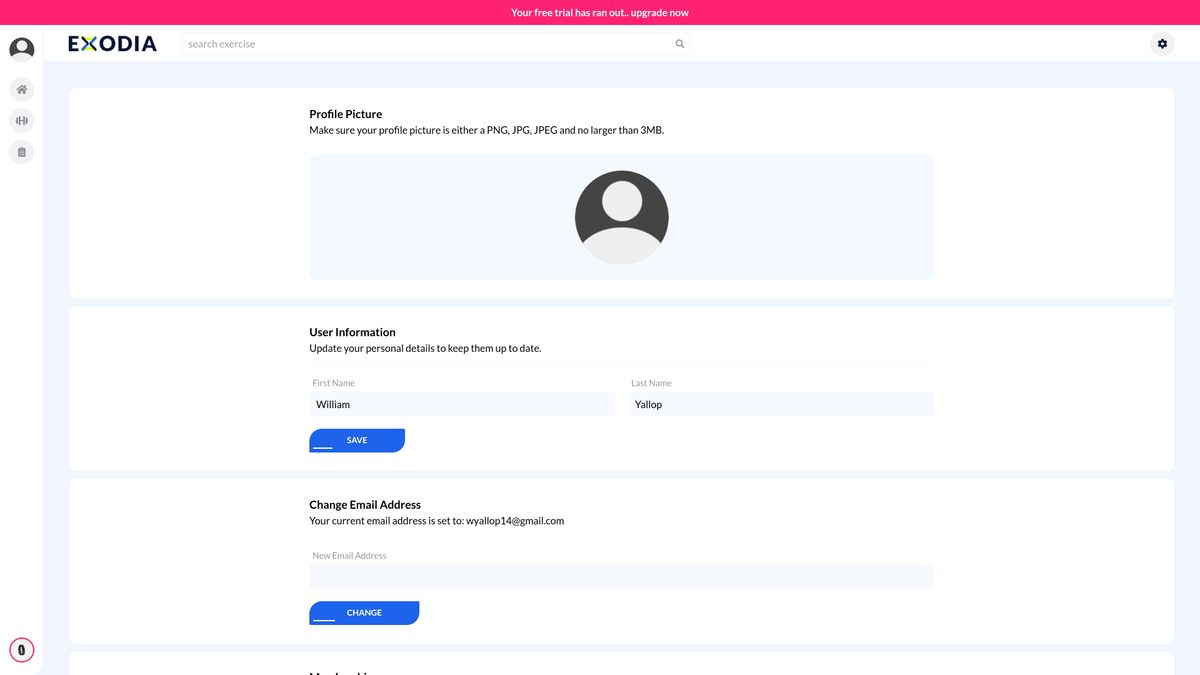 Your free trial has ran out.. upgrade now
EXODIA
search exercise
Profile Picture
Make sure your profile picture is either a PNG, JPG, JPEG and no larger than 3MB.
User Information
Update your personal details to keep them up to date.
First Name
Last Name
William
Yallop
SAVE
Change Email Address
Your current email address is set to: wyallop14@gmail.com
New Email Address
CHANGE
0